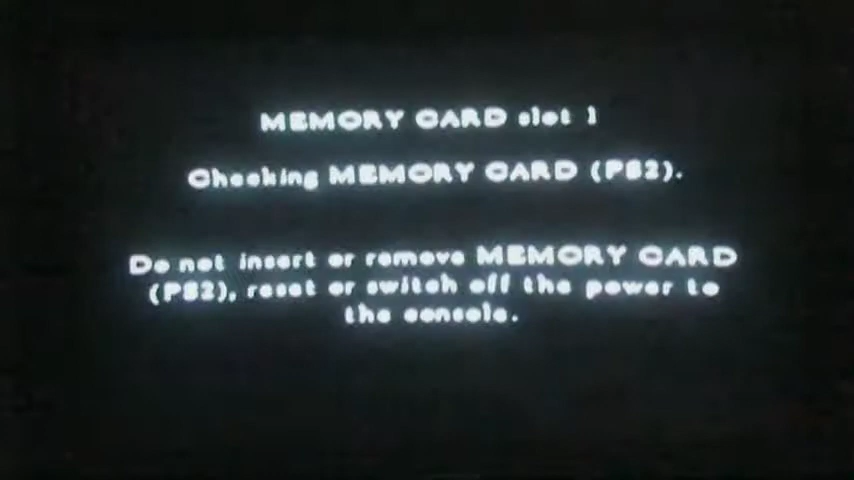 MEMORY CARD slot 1
Checking MEMORY CARD (PS2).
Do not insert or remove MEMORY CARD
(PS2), reset or switch off the power to
the console.